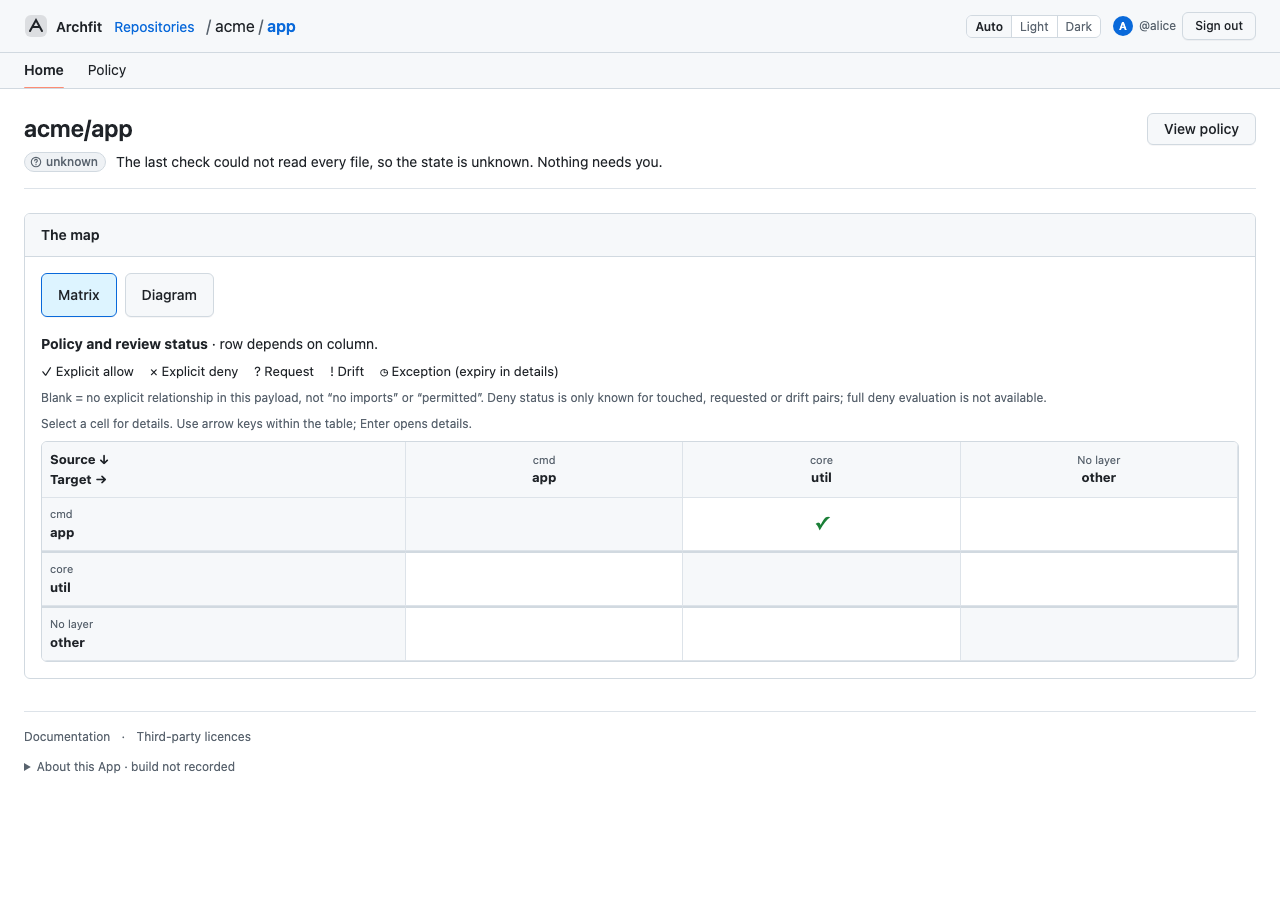 Archfit Repositories / acme / app Auto Light Dark A @alice Sign out
Home Policy
acme/app View policy
unknown The last check could not read every file, so the state is unknown. Nothing needs you.
The map
Matrix Diagram
Policy and review status · row depends on column.
✓ Explicit allow × Explicit deny ? Request ! Drift ◷ Exception (expiry in details)
Blank = no explicit relationship in this payload, not “no imports” or “permitted”. Deny status is only known for touched, requested or drift pairs; full deny evaluation is not available.
Select a cell for details. Use arrow keys within the table; Enter opens details.
Source ↓ cmd core No layer
Target → app util other
cmd
app ✓
core
util
No layer
other
Documentation · Third-party licences
▶ About this App · build not recorded